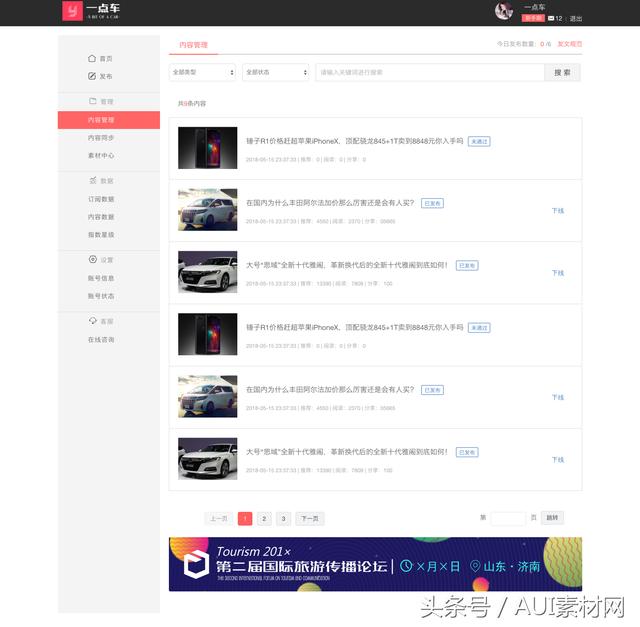 一点车
·A BIT OF A CAR·
一点车
新手期 12 | 退出
首页
发布
管理
内容管理
内容同步
素材中心
数据
订阅数据
内容数据
指数星级
设置
账号信息
账号状态
客服
在线咨询
内容管理
今日发布数量：0 /6 发文规范
全部类型
全部状态
请输入关键词进行搜索
搜 索
共9条内容
锤子R1价格赶超苹果iPhoneX，顶配骁龙845+1T卖到8848元你入手吗 未通过
2018-05-15 23:37:33 | 推荐：0 | 阅读：0 | 分享：0
在国内为什么丰田阿尔法加价那么厉害还是会有人买？ 已发布
2018-05-15 23:37:33 | 推荐：4550 | 阅读：2370 | 分享：05665
下线
大号“思域”全新十代雅阁，革新换代后的全新十代雅阁到底如何！ 已发布
2018-05-15 23:37:33 | 推荐：13390 | 阅读：7809 | 分享：100
下线
锤子R1价格赶超苹果iPhoneX，顶配骁龙845+1T卖到8848元你入手吗 未通过
2018-05-15 23:37:33 | 推荐：0 | 阅读：0 | 分享：0
在国内为什么丰田阿尔法加价那么厉害还是会有人买？ 已发布
2018-05-15 23:37:33 | 推荐：4550 | 阅读：2370 | 分享：05665
下线
大号“思域”全新十代雅阁，革新换代后的全新十代雅阁到底如何！ 已发布
2018-05-15 23:37:33 | 推荐：13390 | 阅读：7809 | 分享：100
下线
上一页 1 2 3 下一页
第 页 跳转
Tourism 201×
第二届国际旅游传播论坛
THE SECOND INTERNATIONAL FORUM ON TOURISM AND COMMUNICATION
×月×日 山东·济南
头条号 / AUI素材网